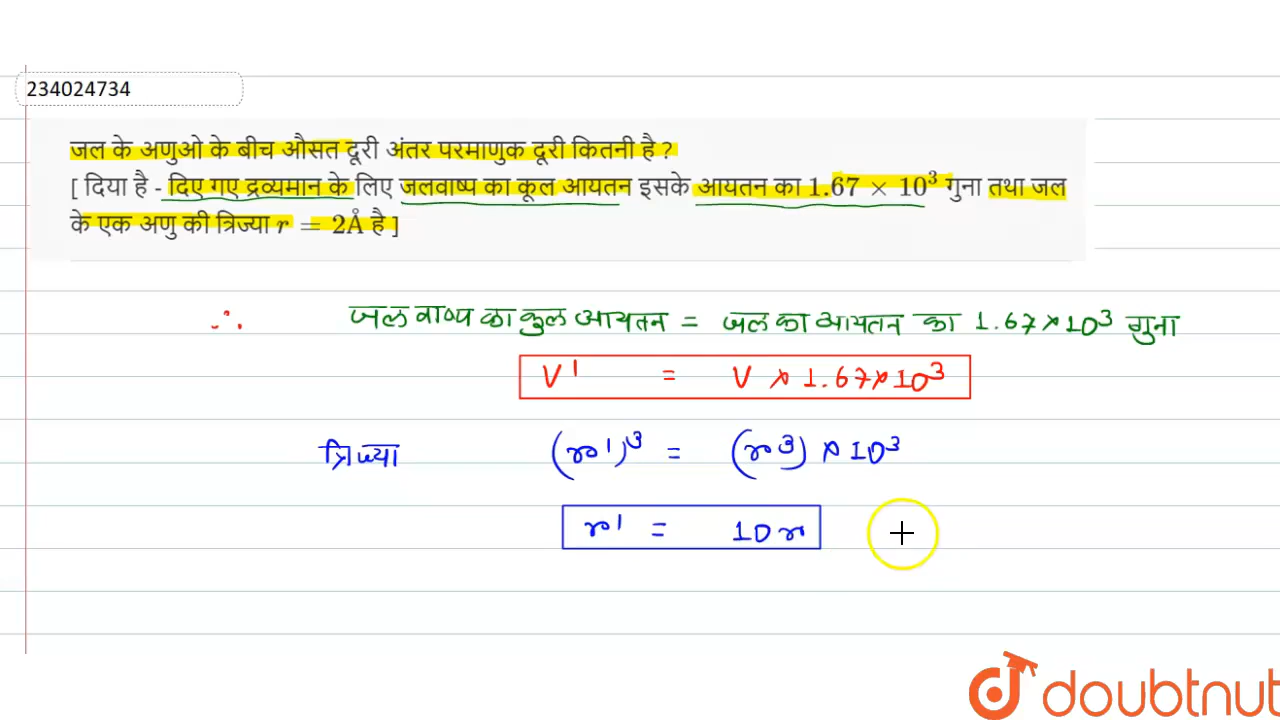 234024734
जल के अणुओ के बीच औसत दूरी अंतर परमाणुक दूरी कितनी है ?
[ दिया है - दिए गए द्रव्यमान के लिए जलवाष्प का कूल आयतन इसके आयतन का 1.67 × 10³ गुना तथा जल
के एक अणु की त्रिज्या r = 2Å है ]
∴ जल वाष्प का कुल आयतन = जल का आयतन का 1.67×10³ गुना
V' = V × 1.67×10³
त्रिज्या (r')³ = (r³) × 10³
r' = 10 r
doubtnut